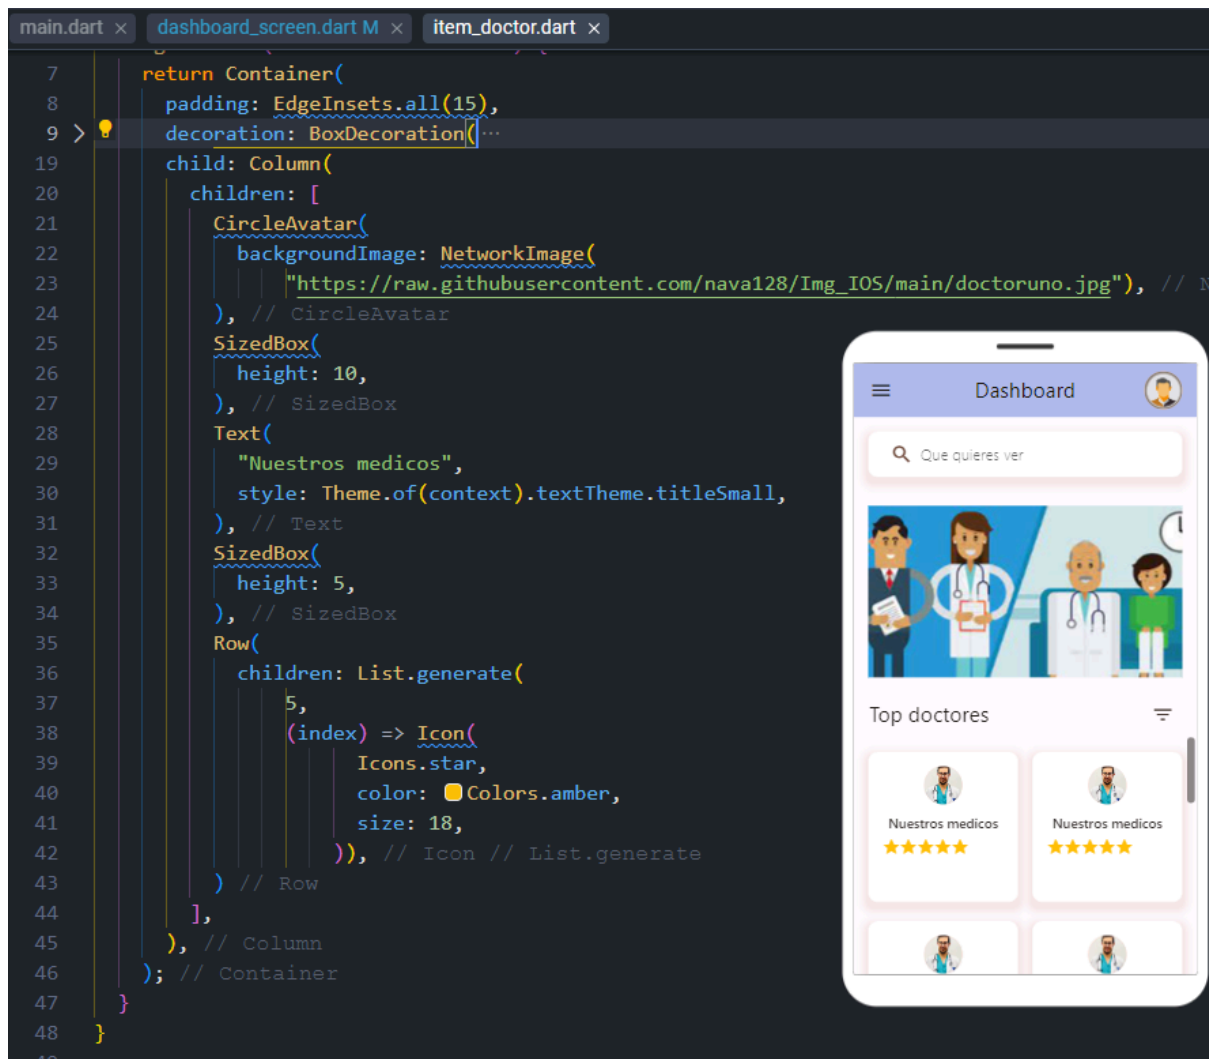 main.dart × dashboard_screen.dart M × item_doctor.dart ×
7 return Container(
8 padding: EdgeInsets.all(15),
9 decoration: BoxDecoration( ···
19 child: Column(
20 children: [
21 CircleAvatar(
22 backgroundImage: NetworkImage(
23 "https://raw.githubusercontent.com/nava128/Img_IOS/main/doctoruno.jpg"), //
24 ), // CircleAvatar
25 SizedBox(
26 height: 10,
27 ), // SizedBox
28 Text(
29 "Nuestros medicos",
30 style: Theme.of(context).textTheme.titleSmall,
31 ), // Text
32 SizedBox(
33 height: 5,
34 ), // SizedBox
35 Row(
36 children: List.generate(
37 5,
38 (index) => Icon(
39 Icons.star,
40 color: Colors.amber,
41 size: 18,
42 )), // Icon // List.generate
43 ) // Row
44 ],
45 ), // Column
46 ); // Container
47 }
48 }
Dashboard
Que quieres ver
Top doctores
Nuestros medicos Nuestros medicos